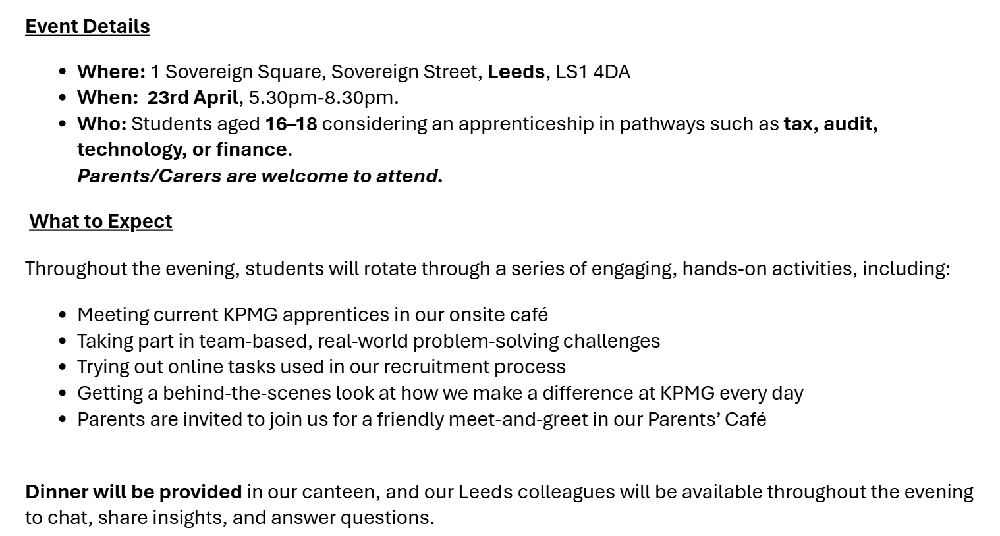 Event Details
• Where: 1 Sovereign Square, Sovereign Street, Leeds, LS1 4DA
• When:  23rd April, 5.30pm-8.30pm.
• Who: Students aged 16–18 considering an apprenticeship in pathways such as tax, audit,
technology, or finance.
Parents/Carers are welcome to attend.
What to Expect
Throughout the evening, students will rotate through a series of engaging, hands-on activities, including:
• Meeting current KPMG apprentices in our onsite café
• Taking part in team-based, real-world problem-solving challenges
• Trying out online tasks used in our recruitment process
• Getting a behind-the-scenes look at how we make a difference at KPMG every day
• Parents are invited to join us for a friendly meet-and-greet in our Parents’ Café
Dinner will be provided in our canteen, and our Leeds colleagues will be available throughout the evening
to chat, share insights, and answer questions.